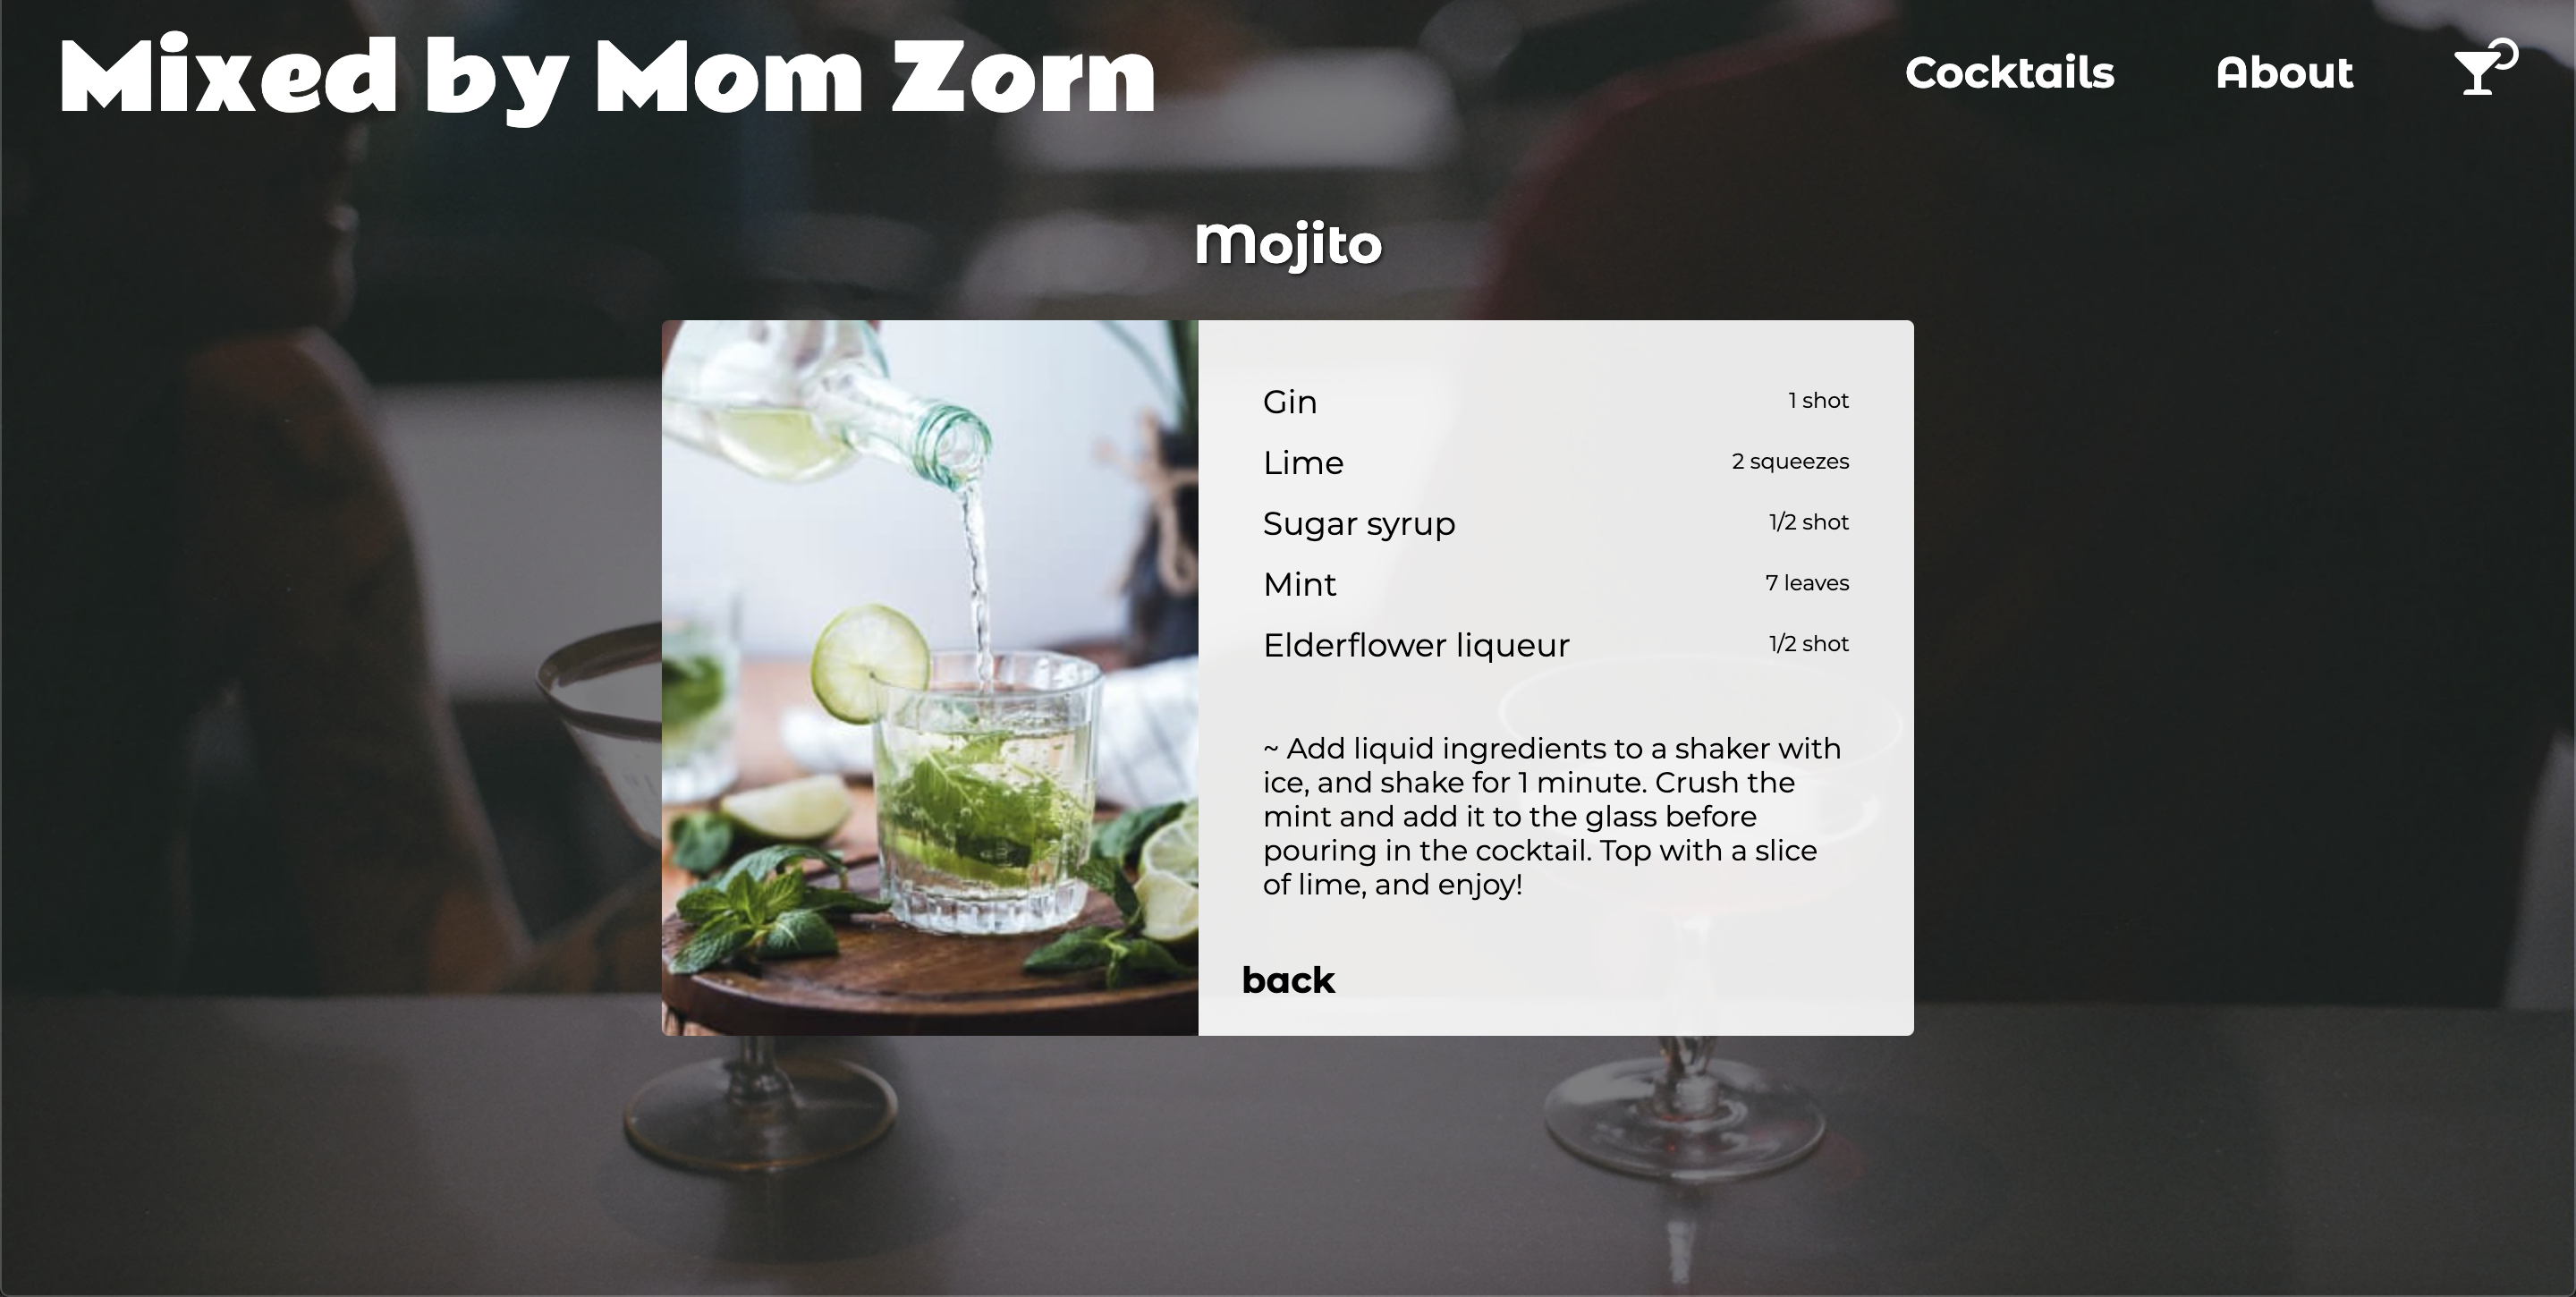 Mixed by Mom Zorn
Cocktails
About
Mojito
Gin 1 shot
Lime 2 squeezes
Sugar syrup 1/2 shot
Mint 7 leaves
Elderflower liqueur 1/2 shot
~ Add liquid ingredients to a shaker with
ice, and shake for 1 minute. Crush the
mint and add it to the glass before
pouring in the cocktail. Top with a slice
of lime, and enjoy!
back